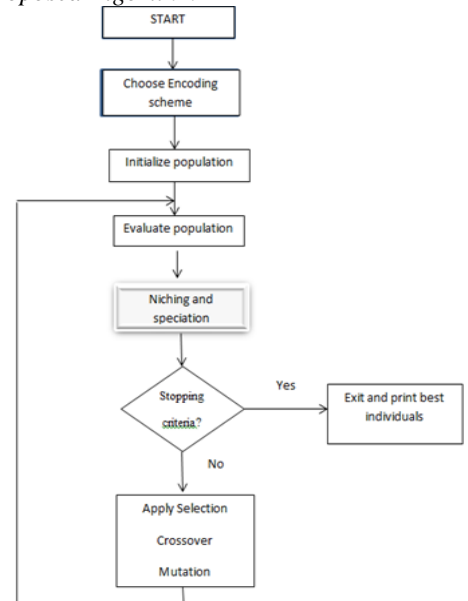 START
Choose Encoding
scheme
Initialize population
Evaluate population
Niching and
speciation
Stopping
criteria?
Yes
Exit and print best
individuals
No
Apply Selection
Crossover
Mutation